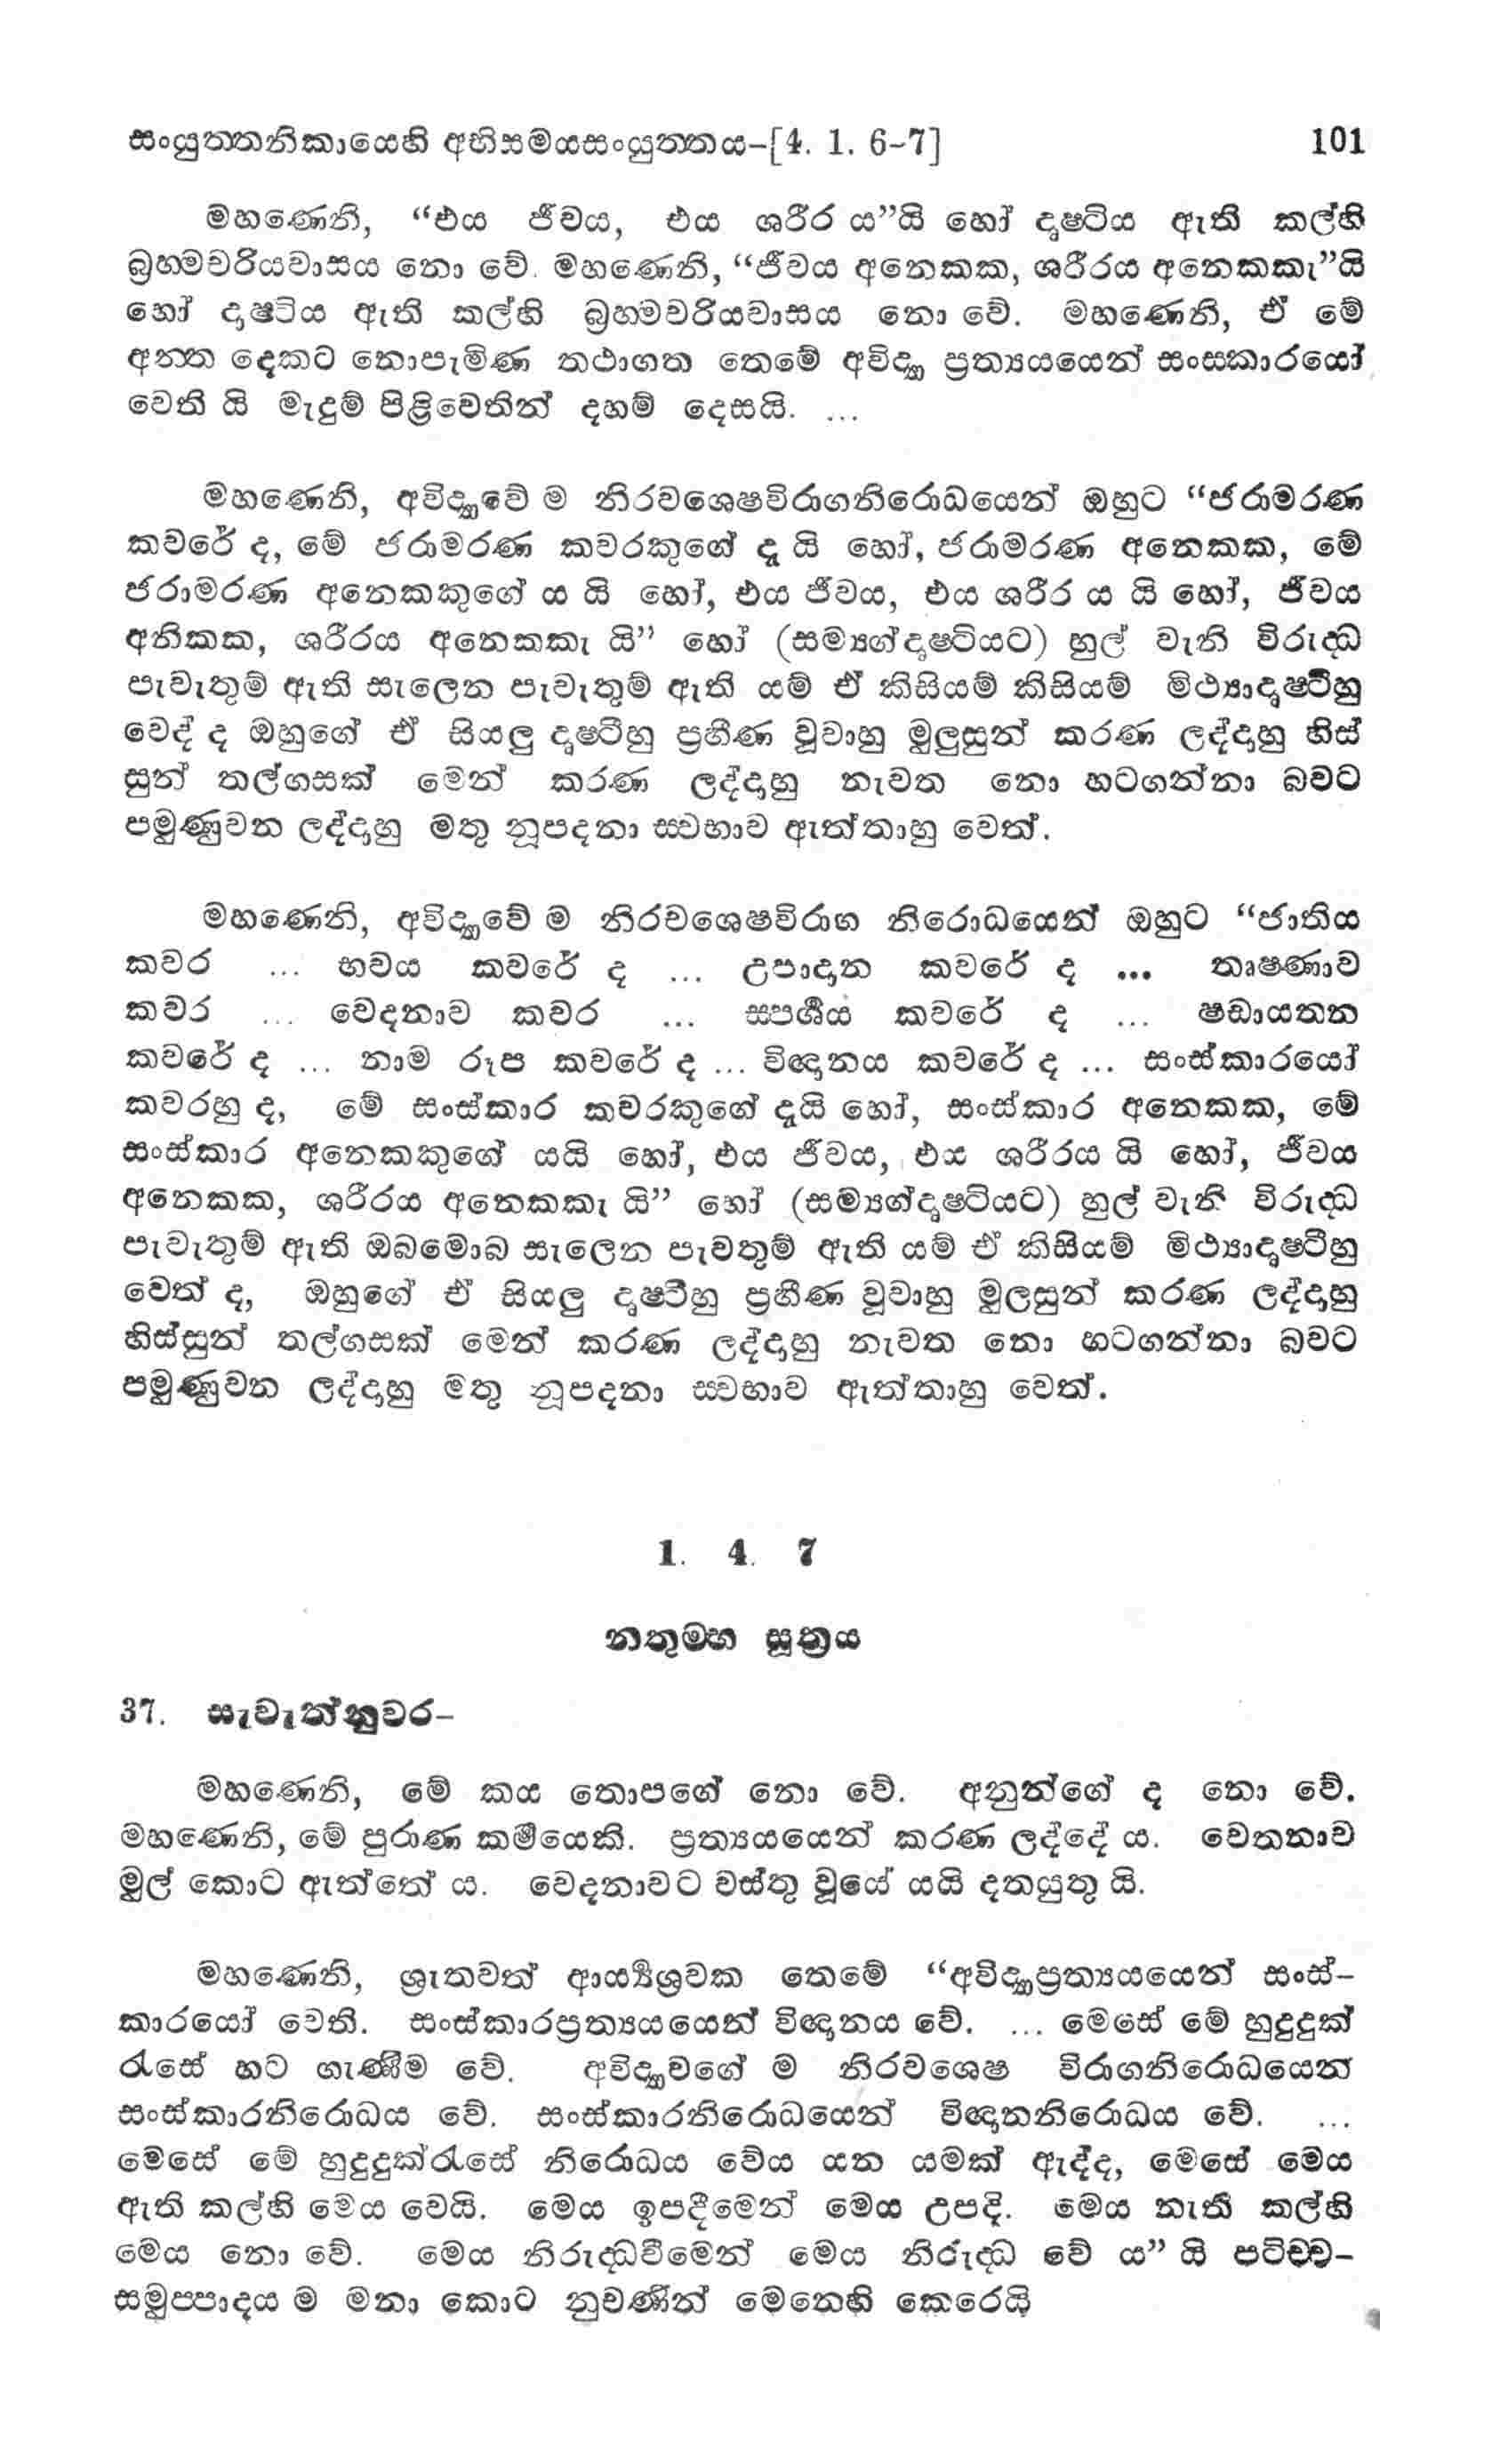 සංයුත්තනිකායෙහි අභිසමයසංයුත්තය-[4. 1. 6-7] 101
මහණෙනි, “එය ජීවය, එය ශරීර ය”යි හෝ දෘෂ්ටිය ඇති කල්හි
බ්‍රහ්මචරියවාසය නො වේ. මහණෙනි, “ජීවය අනෙකක, ශරීරය අනෙකකැ”යි
හෝ දෘෂ්ටිය ඇති කල්හි බ්‍රහ්මචරියවාසය නො වේ. මහණෙනි, ඒ මේ
අන්ත දෙකට නොපැමිණ තථාගත තෙමේ අවිද්‍යා ප්‍රත්‍යයයෙන් සංස්කාරයෝ
වෙති යි මැදුම් පිළිවෙතින් දහම් දෙසයි. ...
මහණෙනි, අවිද්‍යාවේ ම නිරවශෙෂවිරාගනිරොධයෙන් ඔහුට “ජරාමරණ
කවරේ ද, මේ ජරාමරණ කවරකුගේ දැ යි හෝ, ජරාමරණ අනෙකක, මේ
ජරාමරණ අනෙකකුගේ ය යි හෝ, එය ජීවය, එය ශරීර ය යි හෝ, ජීවය
අනිකක, ශරීරය අනෙකකැ යි” හෝ (සම්‍යග්දෘෂ්ටියට) හුල් වැනි විරුද්ධ
පැවැතුම් ඇති සැලෙන පැවැතුම් ඇති යම් ඒ කිසියම් කිසියම් මිථ්‍යාදෘෂ්ටීහු
වෙද් ද ඔහුගේ ඒ සියලු දෘෂ්ටීහු ප්‍රහීණ වූවාහු මුලුසුන් කරණ ලද්දාහු හිස්
සුන් තල්ගසක් මෙන් කරණ ලද්දාහු නැවත නො හටගන්නා බවට
පමුණුවන ලද්දාහු මතු නූපදනා ස්වභාව ඇත්තාහු වෙත්.
මහණෙනි, අවිද්‍යාවේ ම නිරවශෙෂවිරාග නිරොධයෙන් ඔහුට “ජාතිය
කවර ... භවය කවරේ ද ... උපාදාන කවරේ ද ... තෘෂ්ණාව
කවර ... වෙදනාව කවර ... ස්පර්‍ශය කවරේ ද ... ෂඩායතන
කවරේ ද ... නාම රූප කවරේ ද ... විඥානය කවරේ ද ... සංස්කාරයෝ
කවරහු ද, මේ සංස්කාර කවරකුගේ දැයි හෝ, සංස්කාර අනෙකක, මේ
සංස්කාර අනෙකකුගේ යයි හෝ, එය ජීවය, එය ශරීරය යි හෝ, ජීවය
අනෙකක, ශරීරය අනෙකකැ යි” හෝ (සම්‍යග්දෘෂ්ටියට) හුල් වැනි විරුද්ධ
පැවැතුම් ඇති ඔබමොබ සැලෙන පැවතුම් ඇති යම් ඒ කිසියම් මිථ්‍යාදෘෂ්ටීහු
වෙත් ද, ඔහුගේ ඒ සියලු දෘෂ්ටීහු ප්‍රහීණ වූවාහු මුලසුන් කරණ ලද්දාහු
හිස්සුන් තල්ගසක් මෙන් කරණ ලද්දාහු නැවත නො හටගන්නා බවට
පමුණුවන ලද්දාහු මතු නූපදනා ස්වභාව ඇත්තාහු වෙත්.
1. 4. 7
නතුම්හ සූත්‍රය
37. සැවැත්නුවර-
මහණෙනි, මේ කය තොපගේ නො වේ. අනුන්ගේ ද නො වේ.
මහණෙනි, මේ පුරාණ කර්‍මයෙකි. ප්‍රත්‍යයයෙන් කරණ ලද්දේ ය. චෙතනාව
මුල් කොට ඇත්තේ ය. වෙදනාවට වස්තු වූයේ යයි දතයුතු යි.
මහණෙනි, ශ්‍රුතවත් ආර්‍ය්‍යශ්‍රවක තෙමේ “අවිද්‍යාප්‍රත්‍යයයෙන් සංස්-
කාරයෝ වෙති. සංස්කාරප්‍රත්‍යයයෙන් විඥානය වේ. ... මෙසේ මේ හුදුදුක්
රැසේ හට ගැණීම වේ. අවිද්‍යාවගේ ම නිරවශෙෂ විරාගනිරොධයෙන්
සංස්කාරනිරොධය වේ. සංස්කාරනිරොධයෙන් විඥානනිරොධය වේ. ...
මෙසේ මේ හුදුදුක්රැසේ නිරොධය වේය යන යමක් ඇද්ද, මෙසේ මෙය
ඇති කල්හි මෙය වෙයි. මෙය ඉපදීමෙන් මෙය උපදි. මෙය නැති කල්හි
මෙය නො වේ. මෙය නිරුද්ධවීමෙන් මෙය නිරුද්ධ වේ ය” යි පටිච්ච-
සමුප්පාදය ම මනා කොට නුවණින් මෙනෙහි කෙරෙයි